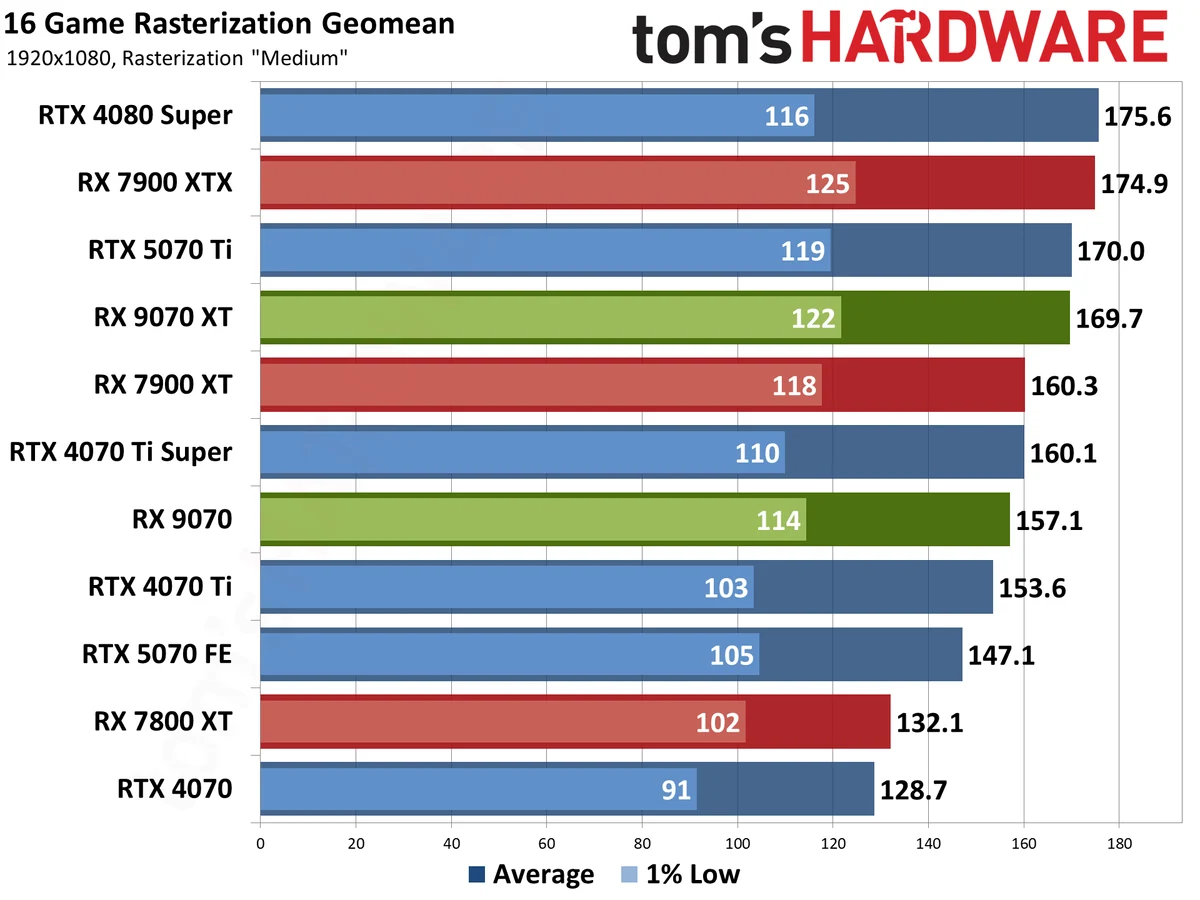 16 Game Rasterization Geomean
1920x1080, Rasterization "Medium"
tom's HARDWARE
RTX 4080 Super 116 175.6
RX 7900 XTX 125 174.9
RTX 5070 Ti 119 170.0
RX 9070 XT 122 169.7
RX 7900 XT 118 160.3
RTX 4070 Ti Super 110 160.1
RX 9070 114 157.1
RTX 4070 Ti 103 153.6
RTX 5070 FE 105 147.1
RX 7800 XT 102 132.1
RTX 4070 91 128.7
0 20 40 60 80 100 120 140 160 180
Average 1% Low